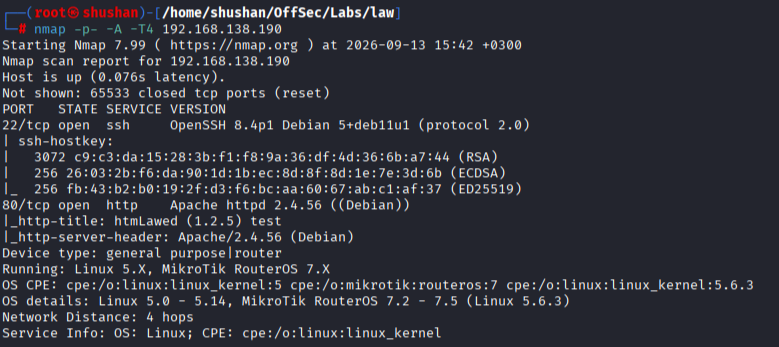 ┌──(root㉿shushan)-[/home/shushan/OffSec/Labs/law]
└─# nmap -p- -A -T4 192.168.138.190
Starting Nmap 7.99 ( https://nmap.org ) at 2026-09-13 15:42 +0300
Nmap scan report for 192.168.138.190
Host is up (0.076s latency).
Not shown: 65533 closed tcp ports (reset)
PORT   STATE SERVICE VERSION
22/tcp open  ssh     OpenSSH 8.4p1 Debian 5+deb11u1 (protocol 2.0)
| ssh-hostkey:
|   3072 c9:c3:da:15:28:3b:f1:f8:9a:36:df:4d:36:6b:a7:44 (RSA)
|   256 26:03:2b:f6:da:90:1d:1b:ec:8d:8f:8d:1e:7e:3d:6b (ECDSA)
|_  256 fb:43:b2:b0:19:2f:d3:f6:bc:aa:60:67:ab:c1:af:37 (ED25519)
80/tcp open  http    Apache httpd 2.4.56 ((Debian))
|_http-title: htmLawed (1.2.5) test
|_http-server-header: Apache/2.4.56 (Debian)
Device type: general purpose|router
Running: Linux 5.X, MikroTik RouterOS 7.X
OS CPE: cpe:/o:linux:linux_kernel:5 cpe:/o:mikrotik:routeros:7 cpe:/o:linux:linux_kernel:5.6.3
OS details: Linux 5.0 - 5.14, MikroTik RouterOS 7.2 - 7.5 (Linux 5.6.3)
Network Distance: 4 hops
Service Info: OS: Linux; CPE: cpe:/o:linux:linux_kernel